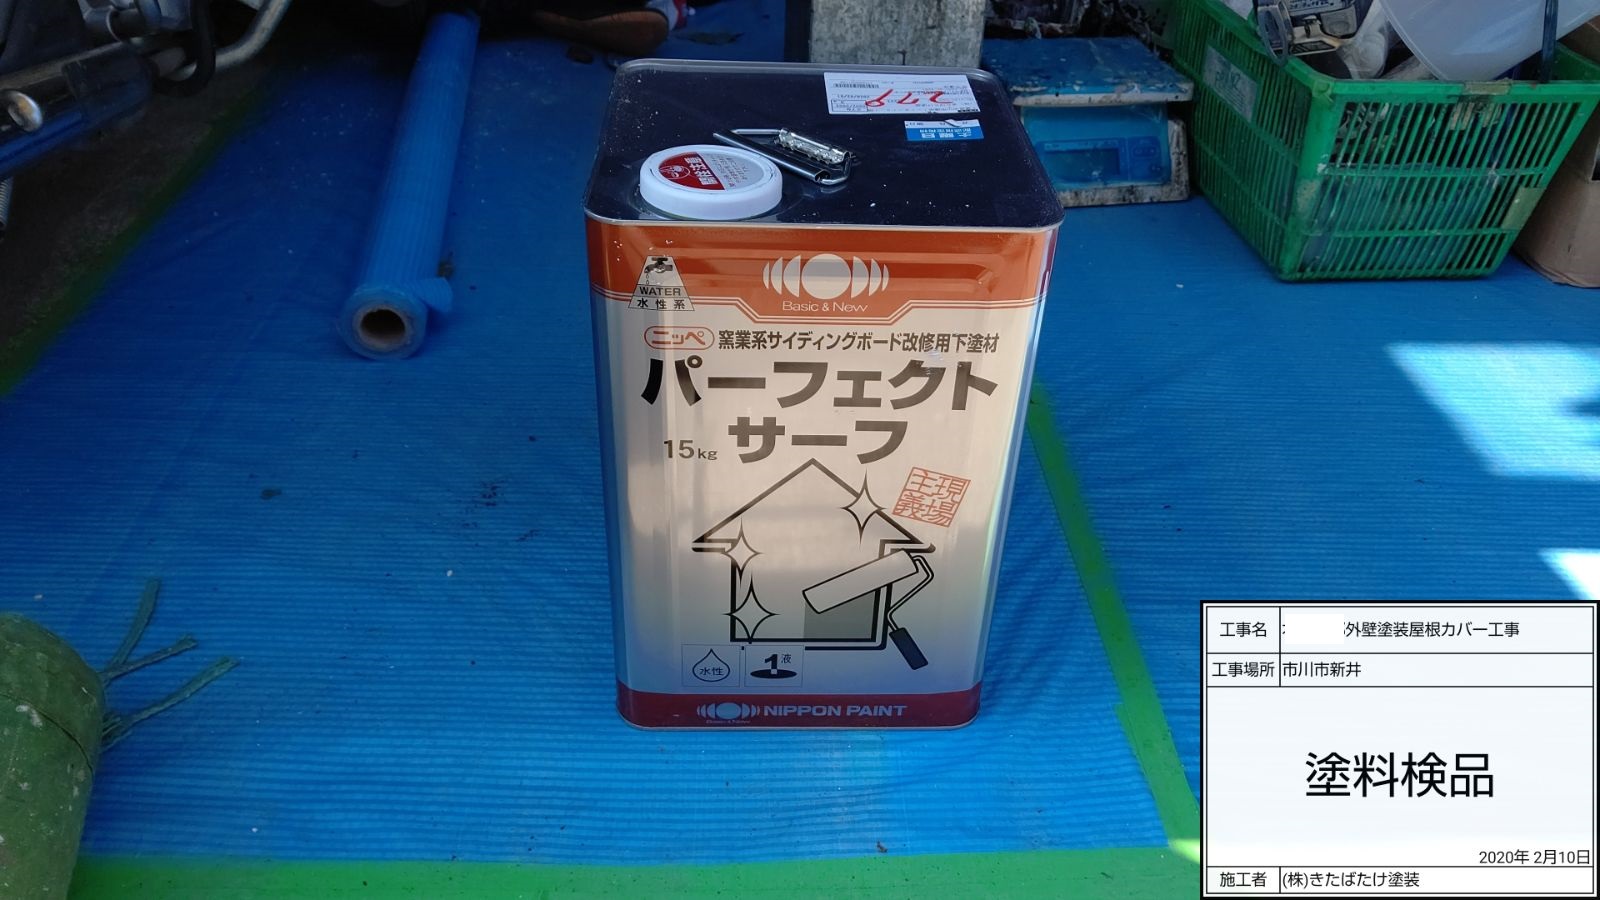 279
WATER
水性系
Basic & New
ニッペ 窯業系サイディングボード改修用下塗材
パーフェクト
サーフ
15kg
現場
主義
水性
1液
NIPPON PAINT
Basic & New
工事名 外壁塗装屋根カバー工事
工事場所 市川市新井
塗料検品
2020年 2月10日
施工者 (株)きたばたけ塗装